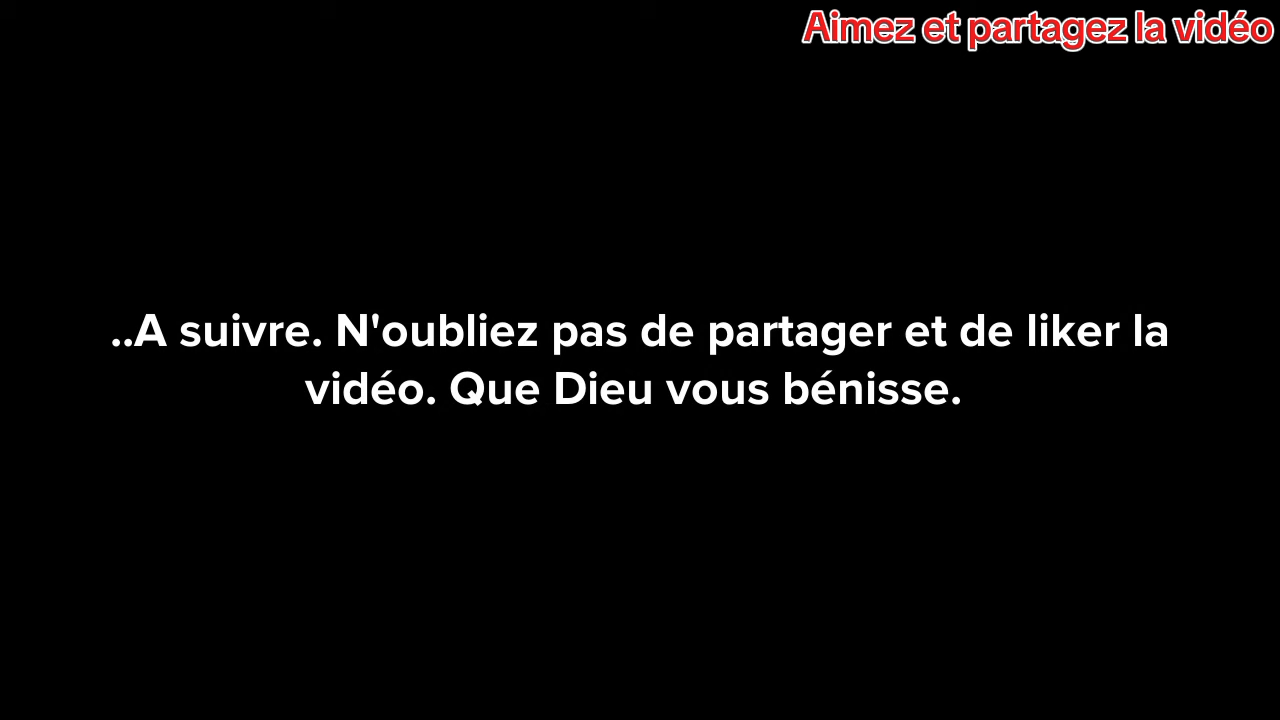 Aimez et partagez la vidéo
..A suivre. N'oubliez pas de partager et de liker la
vidéo. Que Dieu vous bénisse.